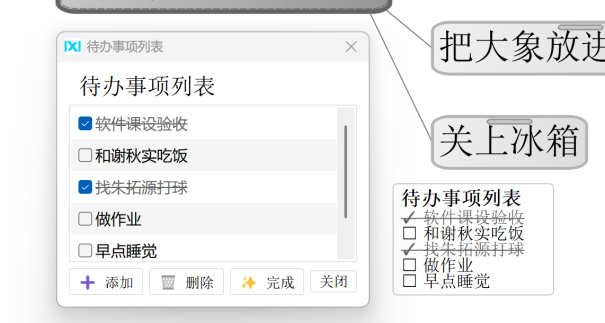 待办事项列表
把大象放进
待办事项列表
软件课设验收
和谢秋实吃饭
找朱拓源打球
做作业
早点睡觉
添加 删除 完成 关闭
关上冰箱
待办事项列表
软件课设验收
和谢秋实吃饭
找朱拓源打球
做作业
早点睡觉